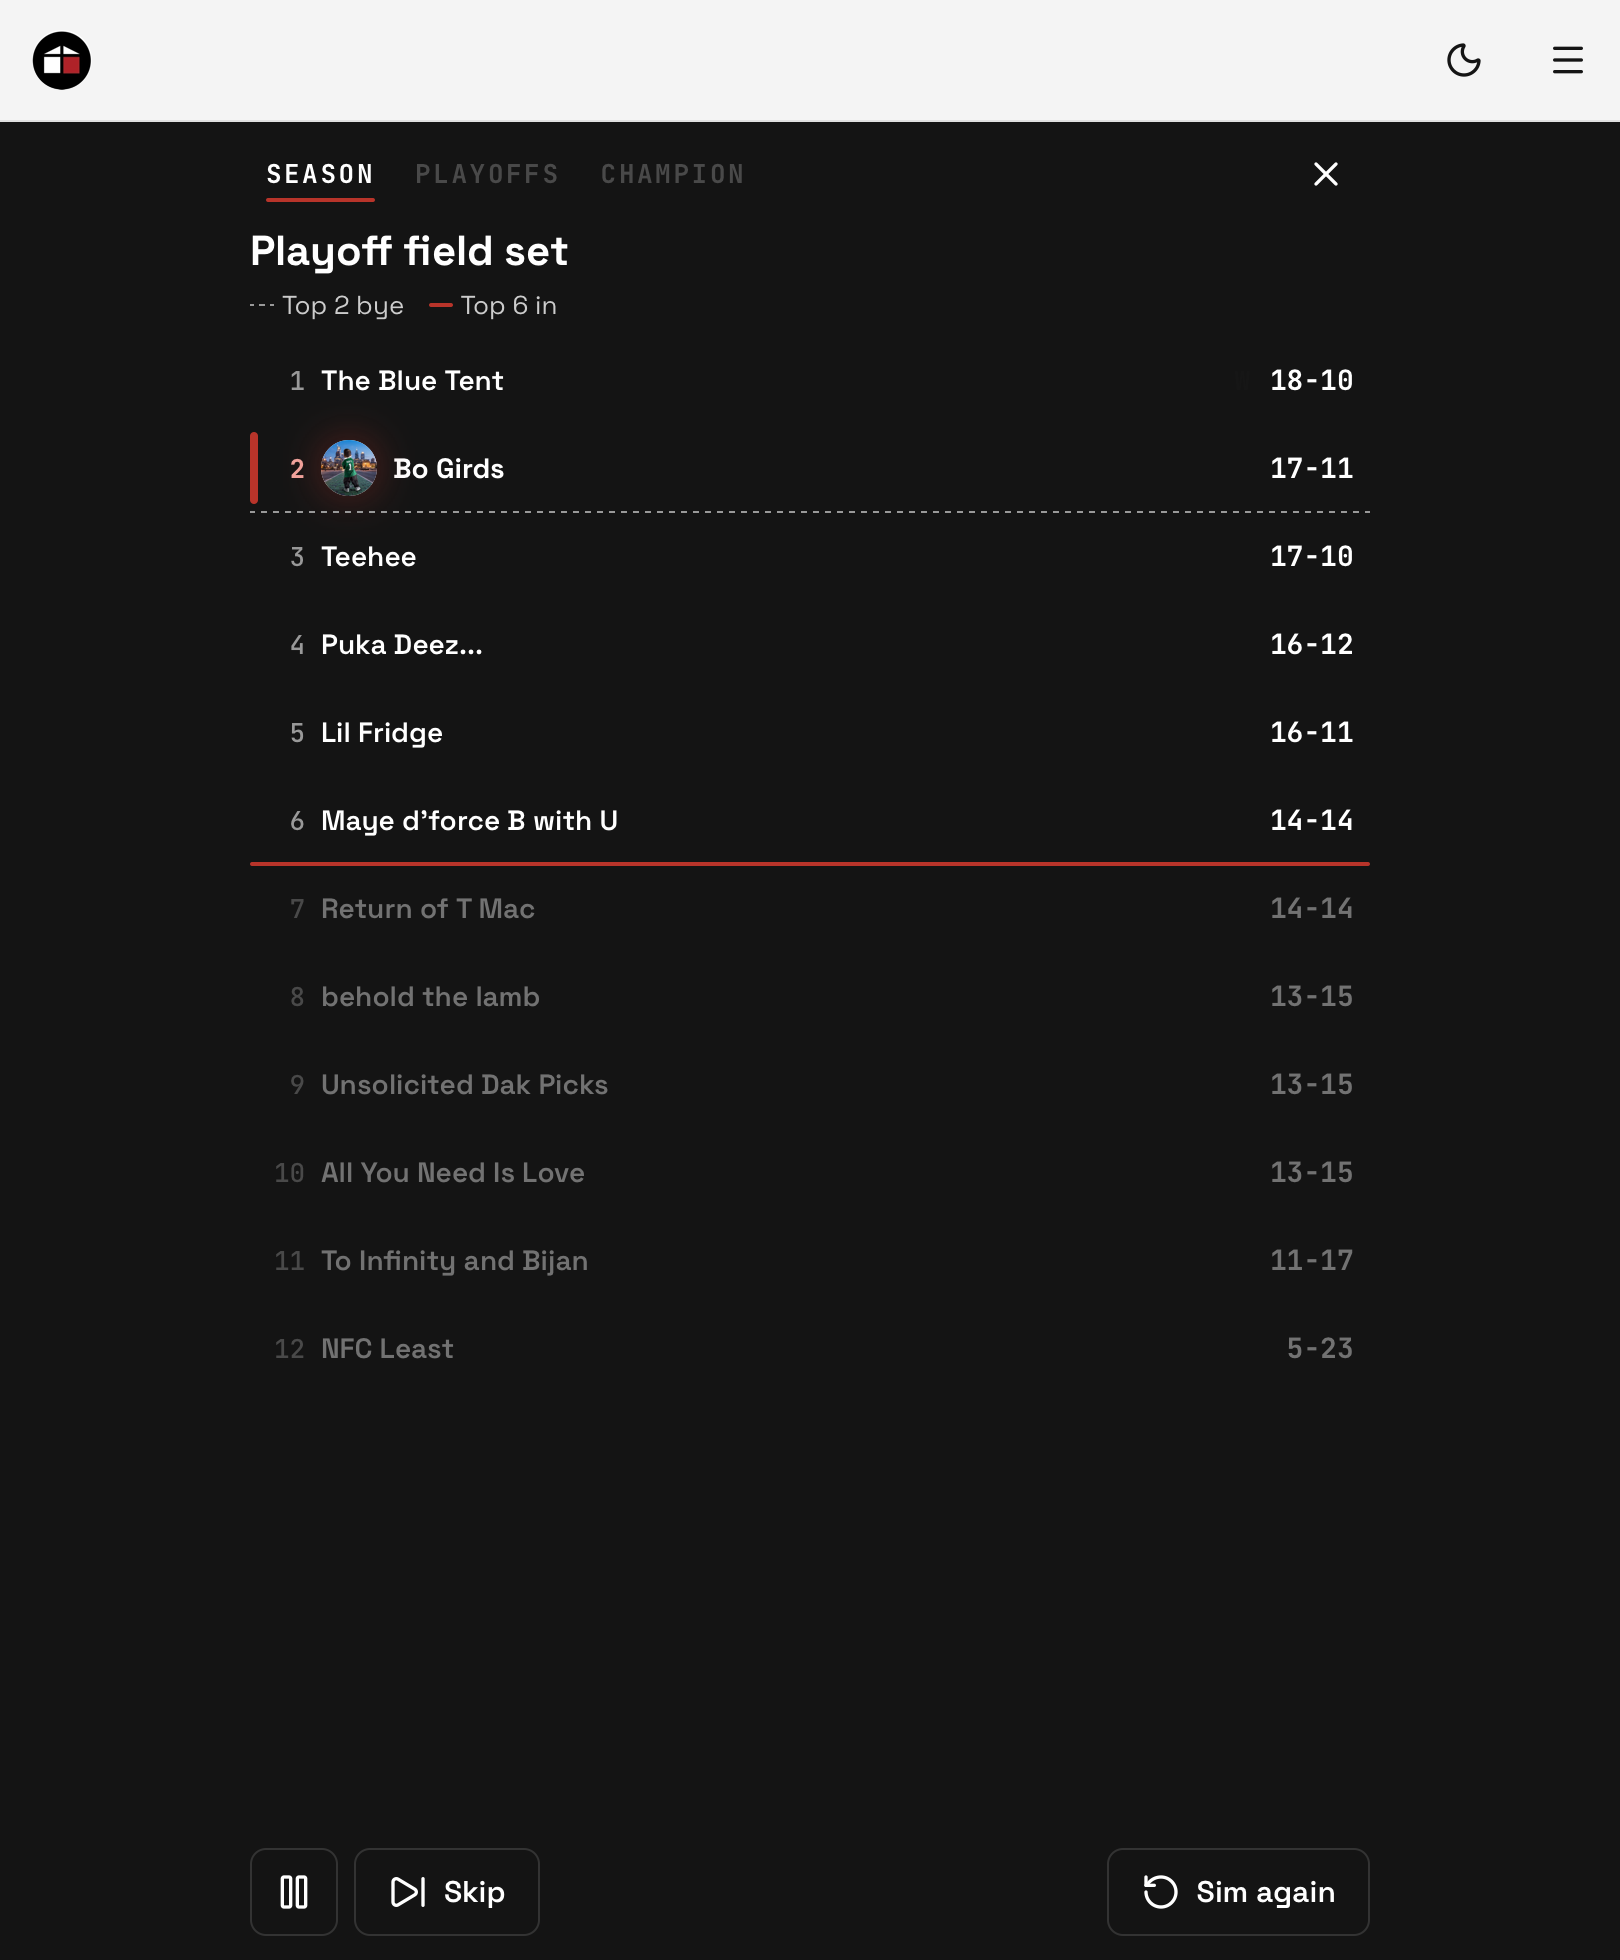 SEASON PLAYOFFS CHAMPION
Playoff field set
Top 2 bye Top 6 in
1 The Blue Tent 18-10
2 Bo Girds 17-11
3 Teehee 17-10
4 Puka Deez... 16-12
5 Lil Fridge 16-11
6 Maye d'force B with U 14-14
7 Return of T Mac 14-14
8 behold the lamb 13-15
9 Unsolicited Dak Picks 13-15
10 All You Need Is Love 13-15
11 To Infinity and Bijan 11-17
12 NFC Least 5-23
Skip Sim again